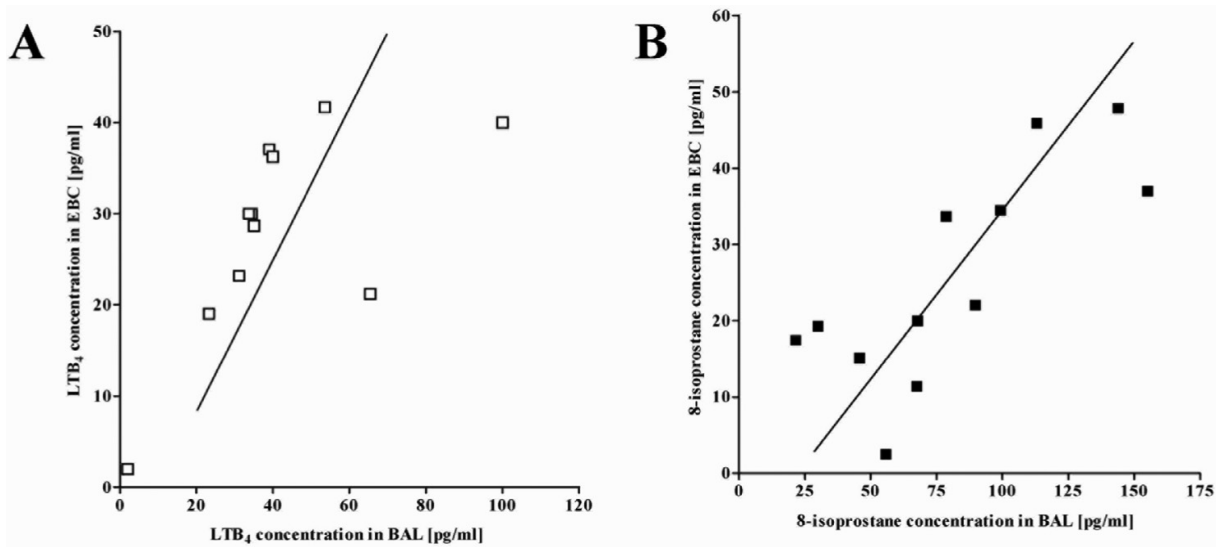 A
LTB₄ concentration in EBC [pg/ml]
50
40
30
20
10
0
0 20 40 60 80 100 120
LTB₄ concentration in BAL [pg/ml]
B
8-isoprostane concentration in EBC [pg/ml]
60
50
40
30
20
10
0
0 25 50 75 100 125 150 175
8-isoprostane concentration in BAL [pg/ml]